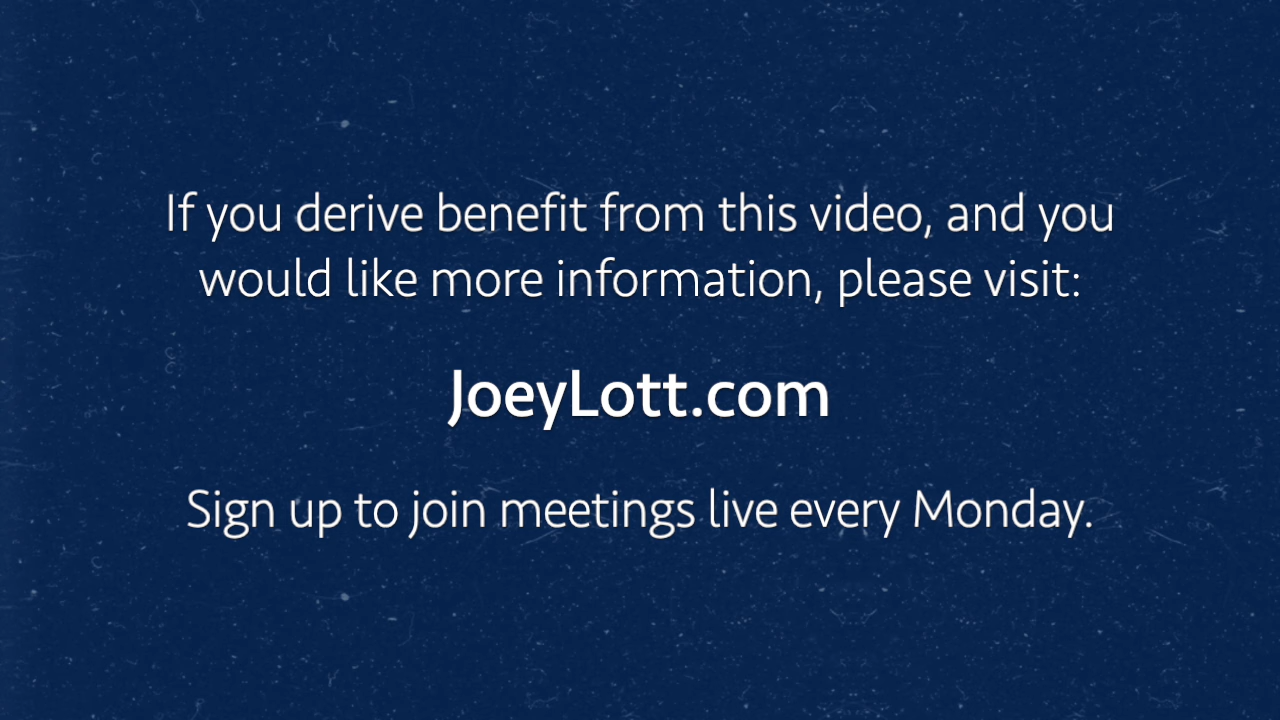 If you derive benefit from this video, and you
would like more information, please visit:
JoeyLott.com
Sign up to join meetings live every Monday.